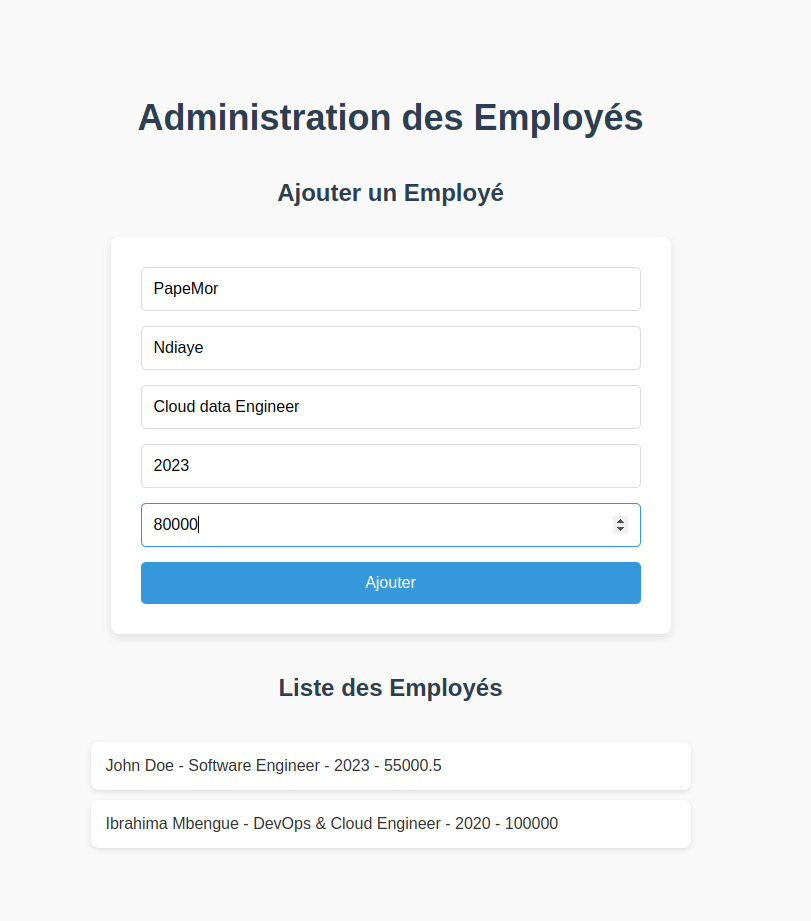 Administration des Employés
Ajouter un Employé
PapeMor
Ndiaye
Cloud data Engineer
2023
80000
Ajouter
Liste des Employés
John Doe - Software Engineer - 2023 - 55000.5
Ibrahima Mbengue - DevOps & Cloud Engineer - 2020 - 100000